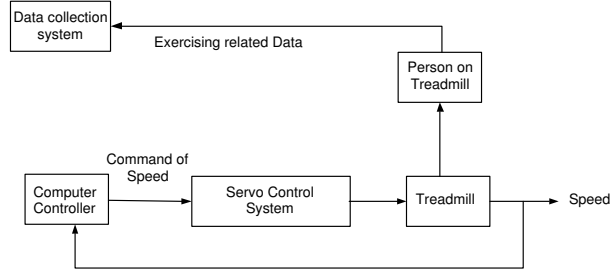 Data collection
system
Exercising related Data
Person on
Treadmill
Command of
Speed
Computer
Controller
Servo Control
System
Treadmill
Speed